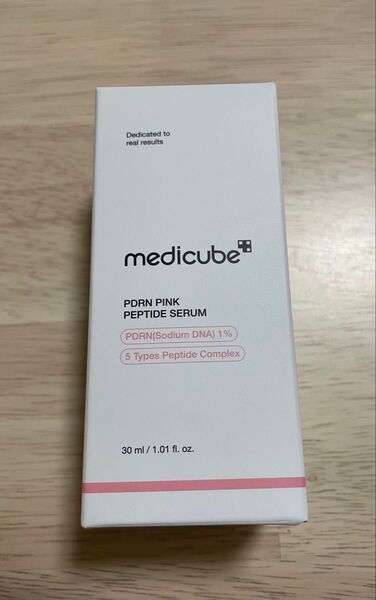 Dedicated to
real results
medicube
PDRN PINK
PEPTIDE SERUM
PDRN(Sodium DNA) 1%
5 Types Peptide Complex
30 ml / 1.01 fl. oz.